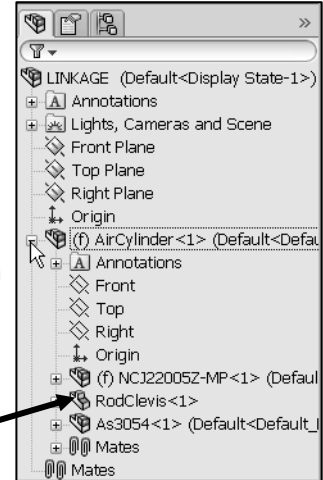 LINKAGE (Default<Display State-1>)
A Annotations
Lights, Cameras and Scene
Front Plane
Top Plane
Right Plane
Origin
(f) AirCylinder<1> (Default<Defau
A Annotations
Front
Top
Right
Origin
(f) NCJ22005Z-MP<1> (Defaul
RodClevis<1>
As3054<1> (Default<Default_
Mates
Mates